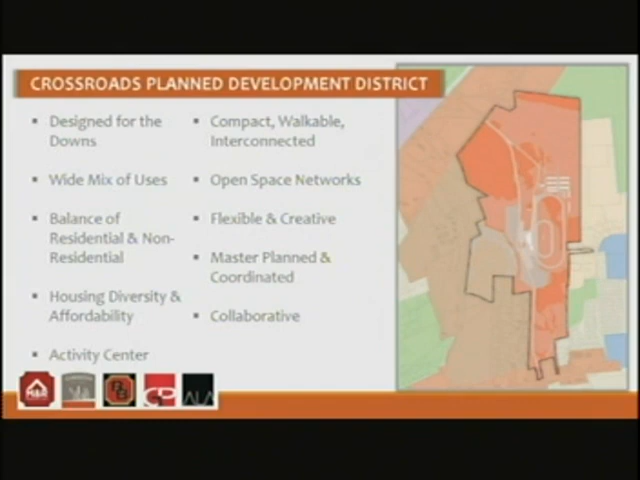 CROSSROADS PLANNED DEVELOPMENT DISTRICT
Designed for the
Downs
Wide Mix of Uses
Balance of
Residential & Non-
Residential
Housing Diversity &
Affordability
Activity Center
Compact, Walkable,
Interconnected
Open Space Networks
Flexible & Creative
Master Planned &
Coordinated
Collaborative